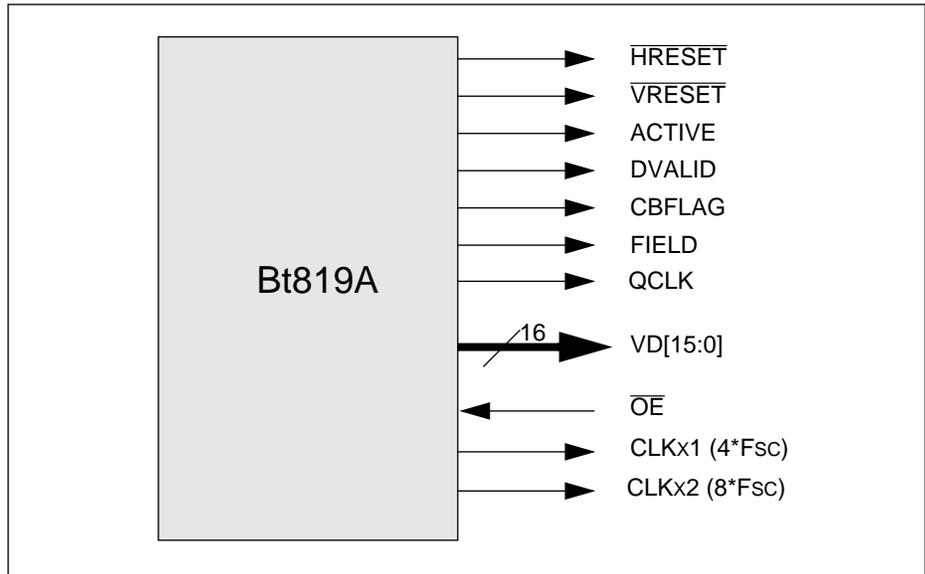 HRESET
VRESET
ACTIVE
DVALID
CBFLAG
FIELD
Bt819A
QCLK
16
VD[15:0]
OE
CLKx1 (4*Fsc)
CLKx2 (8*Fsc)